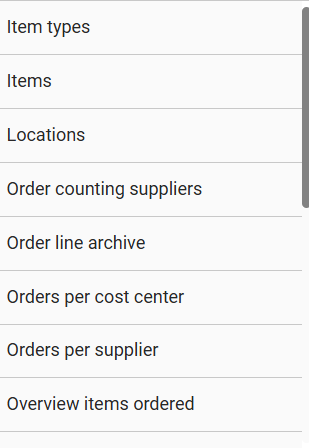 Item types
Items
Locations
Order counting suppliers
Order line archive
Orders per cost center
Orders per supplier
Overview items ordered